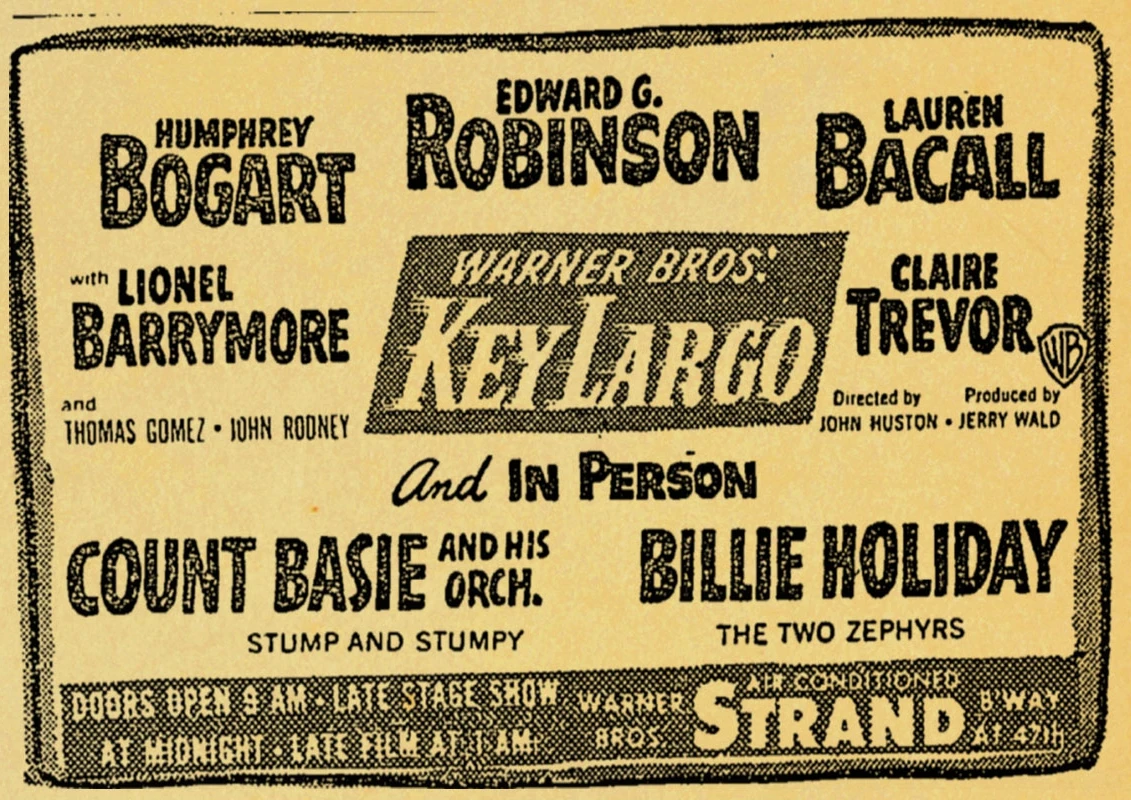 HUMPHREY
BOGART
EDWARD G.
ROBINSON
LAUREN
BACALL
with LIONEL
BARRYMORE
and
THOMAS GOMEZ • JOHN RODNEY
WARNER BROS.'
KEY LARGO
CLAIRE
TREVOR
WB
Directed by
JOHN HUSTON • 
Produced by
JERRY WALD
And IN PERSON
COUNT BASIE AND HIS
ORCH.
STUMP AND STUMPY
BILLIE HOLIDAY
THE TWO ZEPHYRS
DOORS OPEN 9 AM • LATE STAGE SHOW
AT MIDNIGHT • LATE FILM AT 1 AM
WARNER
BROS.
AIR CONDITIONED
STRAND
B'WAY
AT 47th